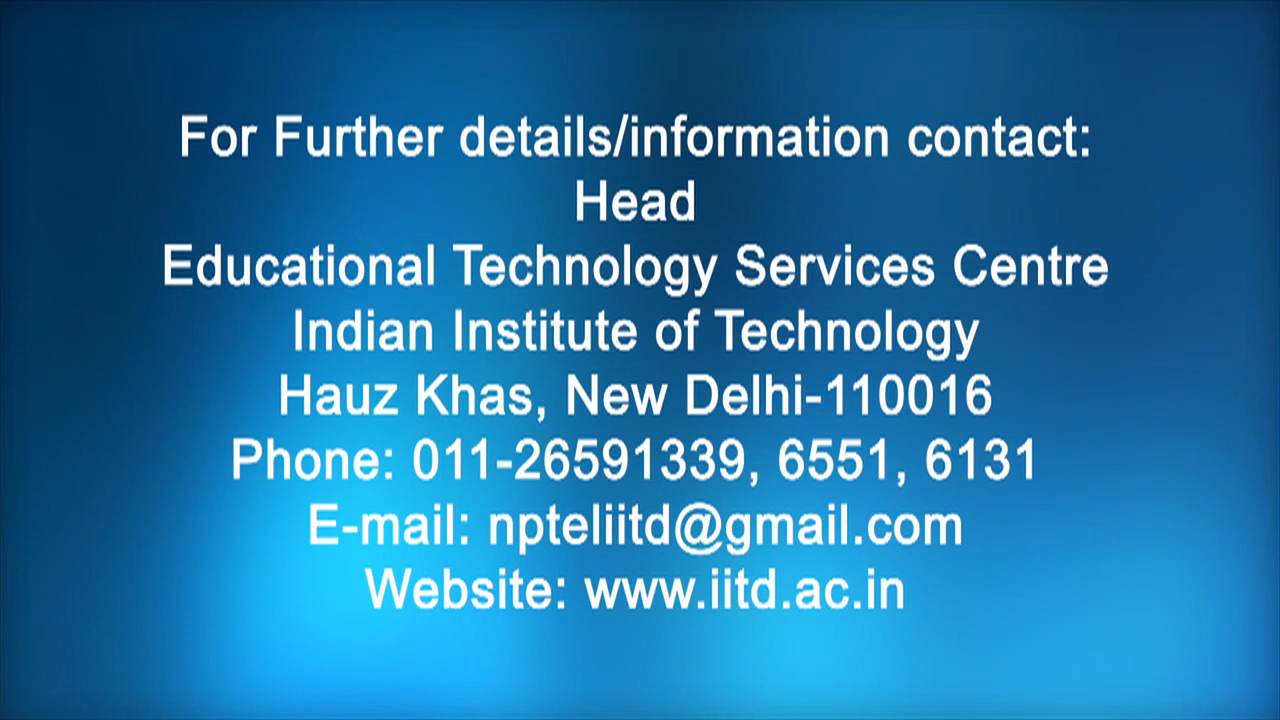 For Further details/information contact:
Head
Educational Technology Services Centre
Indian Institute of Technology
Hauz Khas, New Delhi-110016
Phone: 011-26591339, 6551, 6131
E-mail: npteliitd@gmail.com
Website: www.iitd.ac.in